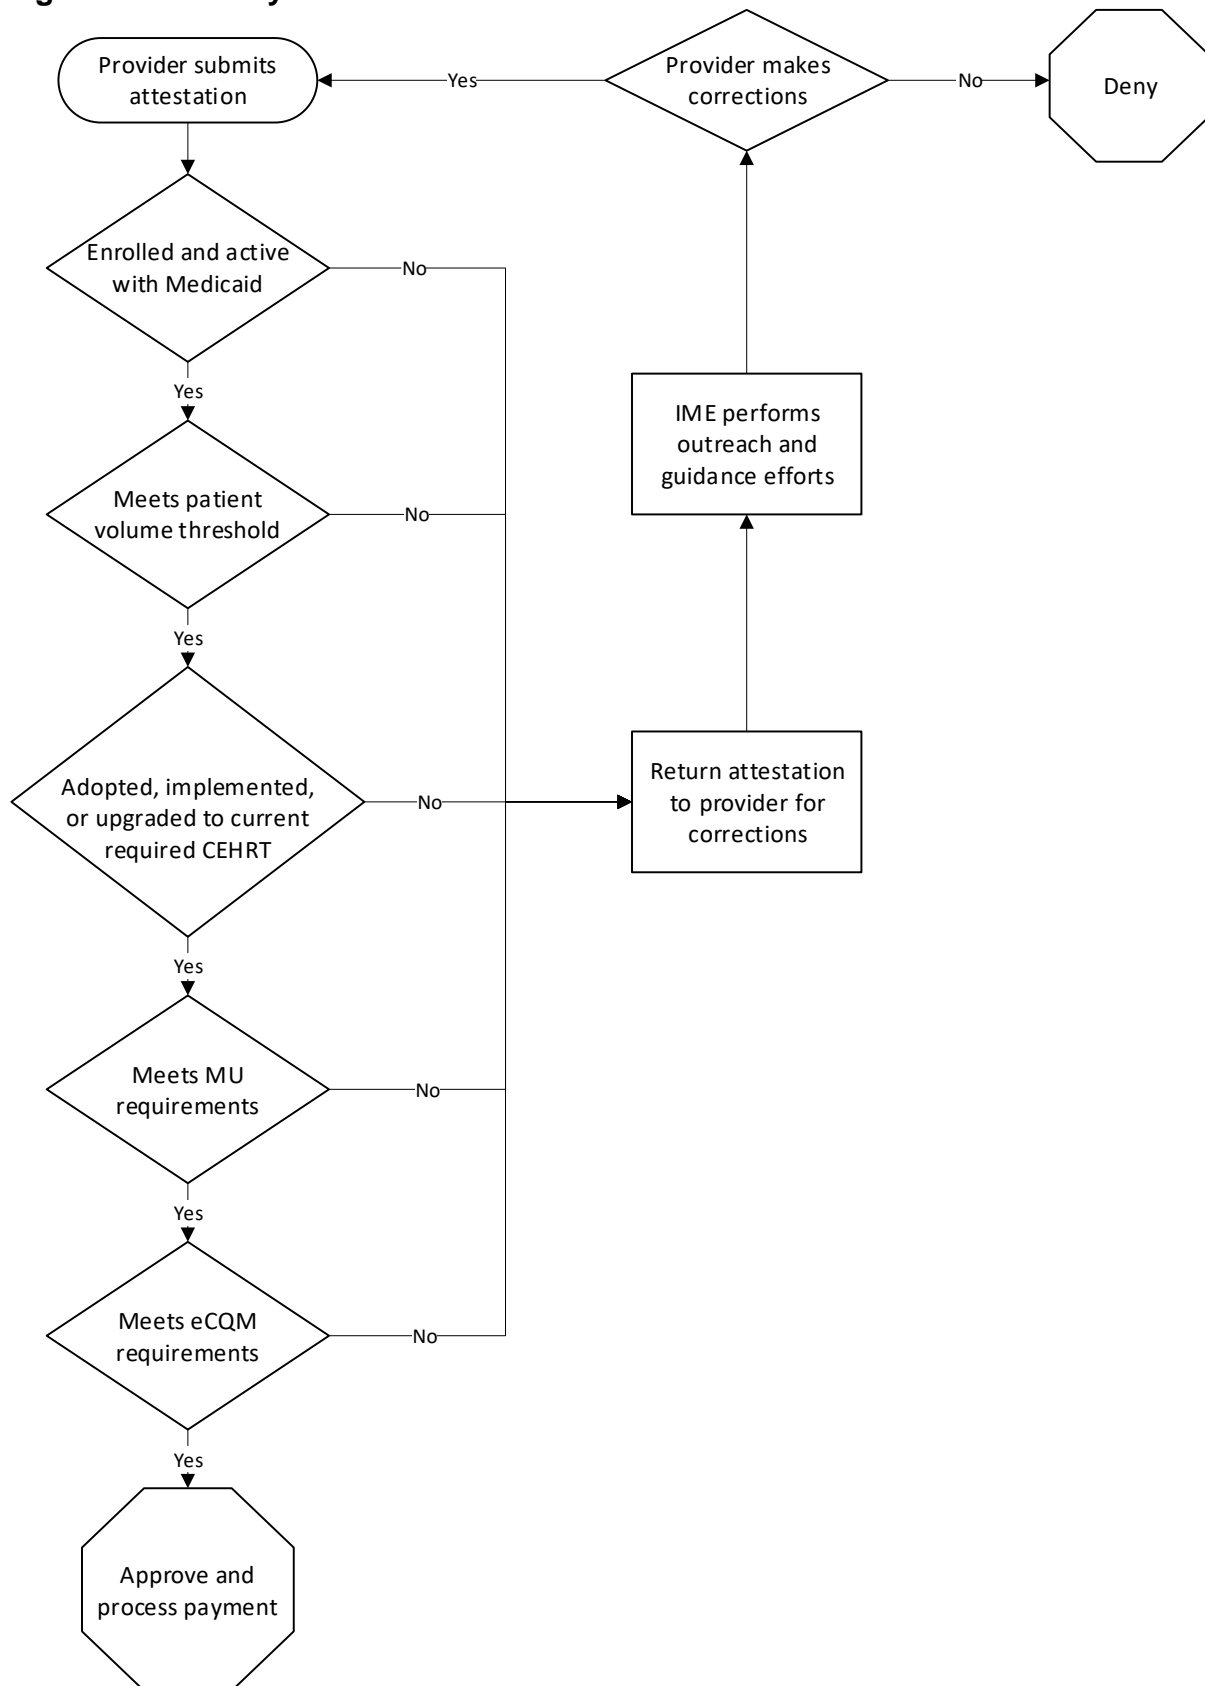 Provider submits
attestation
Yes
Provider makes
corrections
No
Deny
Enrolled and active
with Medicaid
No
Yes
IME performs
outreach and
guidance efforts
Meets patient
volume threshold
No
Yes
Adopted, implemented,
or upgraded to current
required CEHRT
No
Return attestation
to provider for
corrections
Yes
Meets MU
requirements
No
Yes
Meets eCQM
requirements
No
Yes
Approve and
process payment